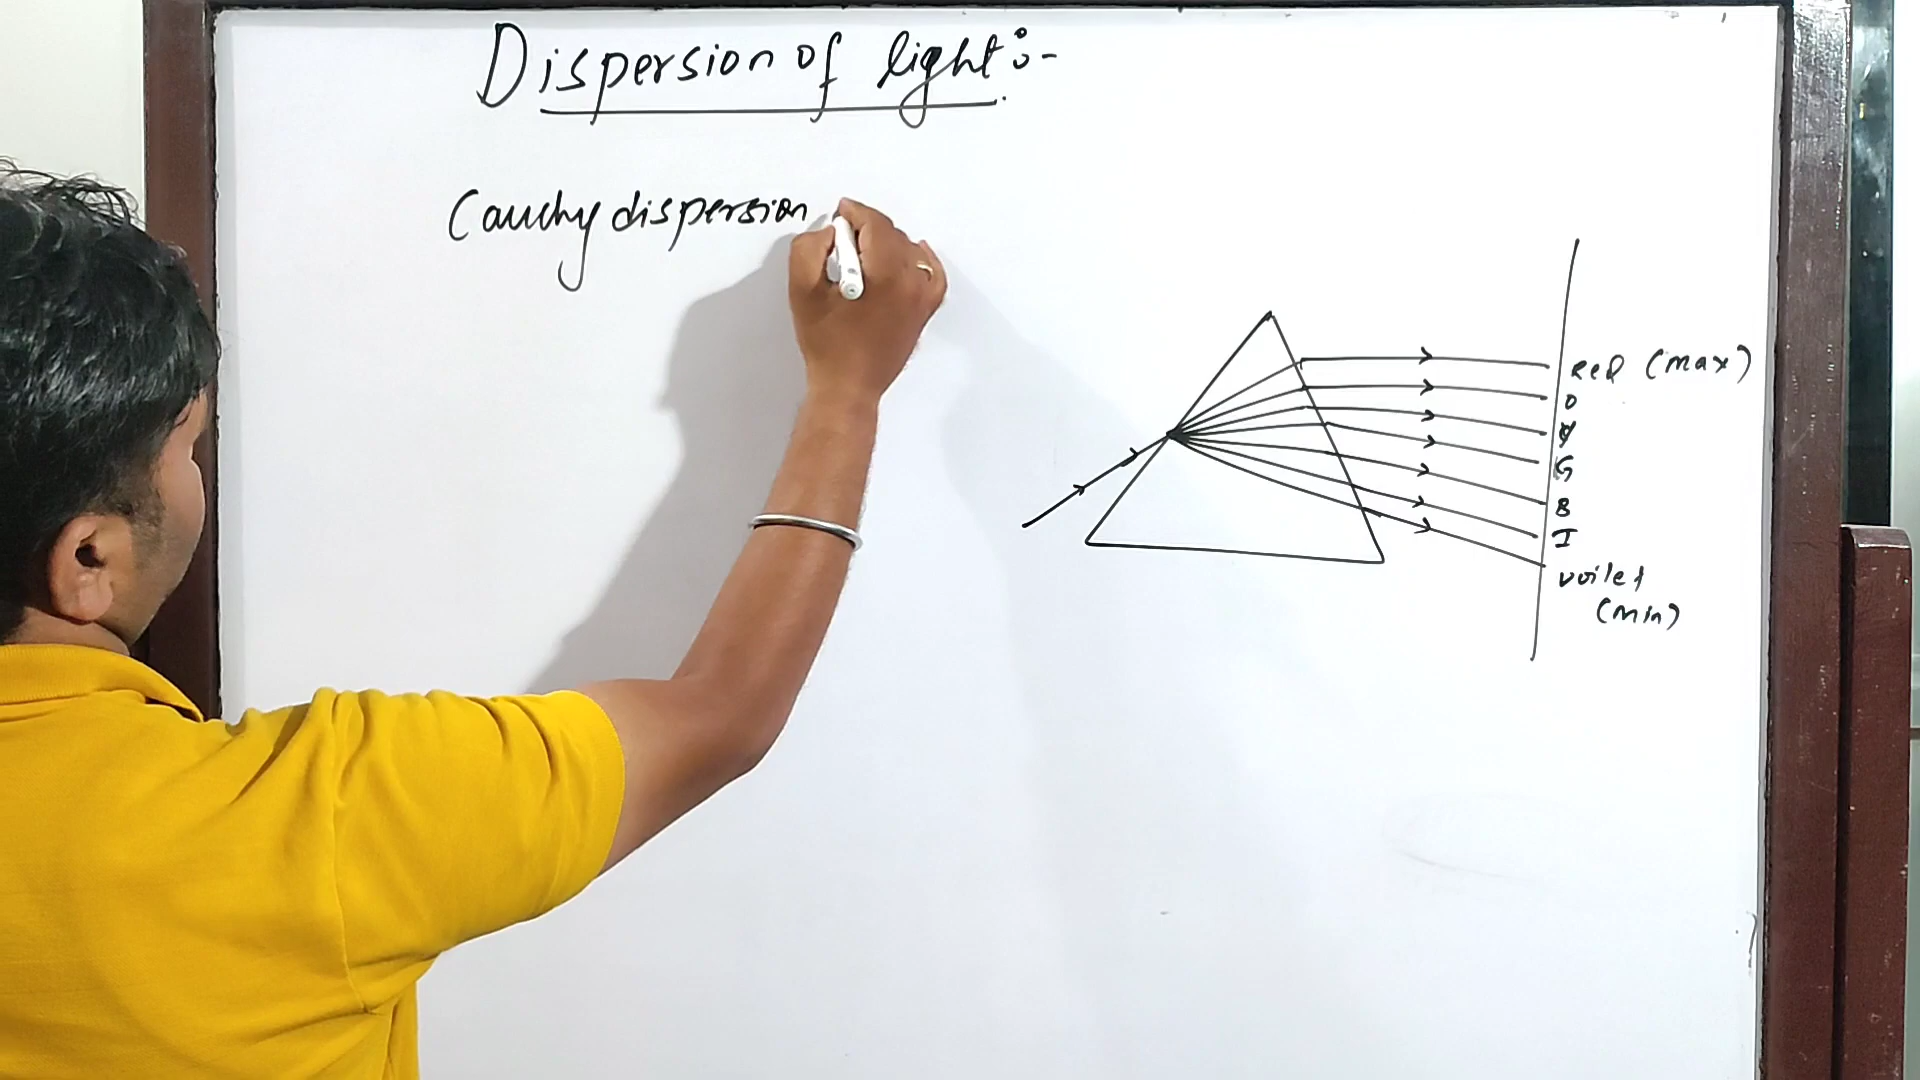 Dispersion of light :-
Cauchy dispersion
Red (max)
O
Y
G
B
I
voilet
(min)